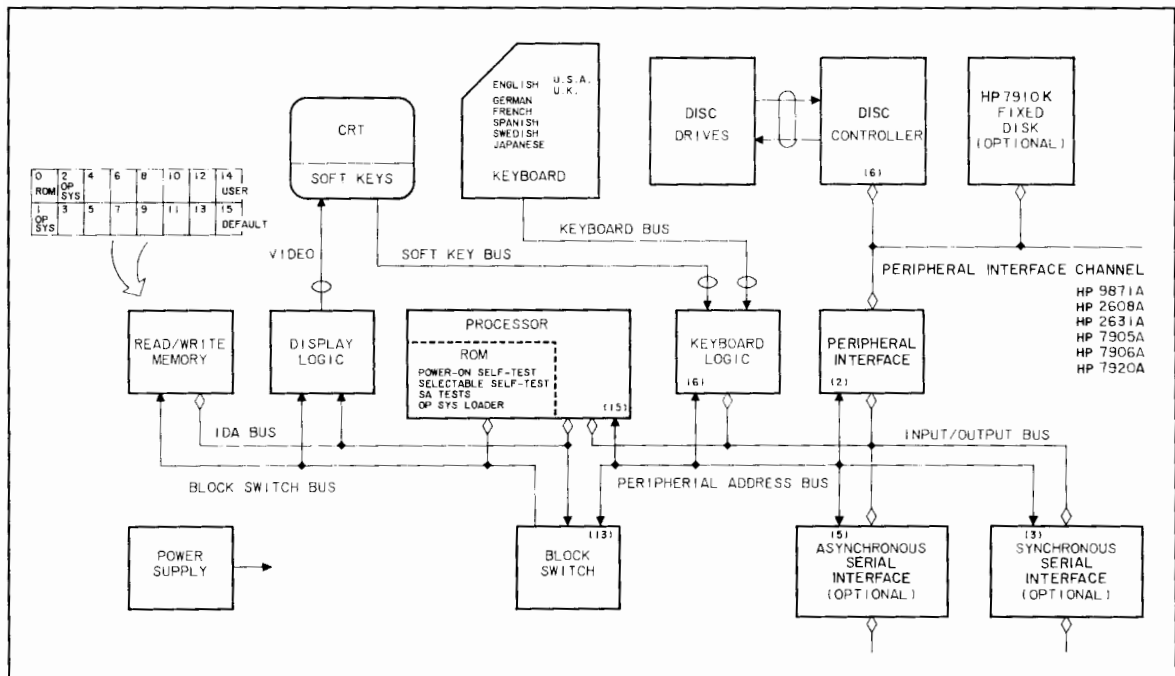 ENGLISH U.S.A.
U.K.
GERMAN
FRENCH
SPANISH
SWEDISH
JAPANESE
KEYBOARD
CRT
SOFT KEYS
DISC
DRIVES
DISC
CONTROLLER
(6)
HP 7910K
FIXED
DISK
(OPTIONAL)
0 2 4 6 8 10 12 14
ROM OP SYS USER
1 3 5 7 9 11 13 15
OP SYS DEFAULT
VIDEO
SOFT KEY BUS
KEYBOARD BUS
PERIPHERAL INTERFACE CHANNEL
HP 9871A
HP 2608A
HP 2631A
HP 7905A
HP 7906A
HP 7920A
READ/WRITE
MEMORY
DISPLAY
LOGIC
PROCESSOR
ROM
POWER-ON SELF-TEST
SELECTABLE SELF-TEST
SA TESTS
OP SYS LOADER
(15)
KEYBOARD
LOGIC
(6)
PERIPHERAL
INTERFACE
(2)
IDA BUS
INPUT/OUTPUT BUS
BLOCK SWITCH BUS
PERIPHERIAL ADDRESS BUS
POWER
SUPPLY
(13)
BLOCK
SWITCH
(5)
ASYNCHRONOUS
SERIAL
INTERFACE
(OPTIONAL)
(3)
SYNCHRONOUS
SERIAL
INTERFACE
(OPTIONAL)